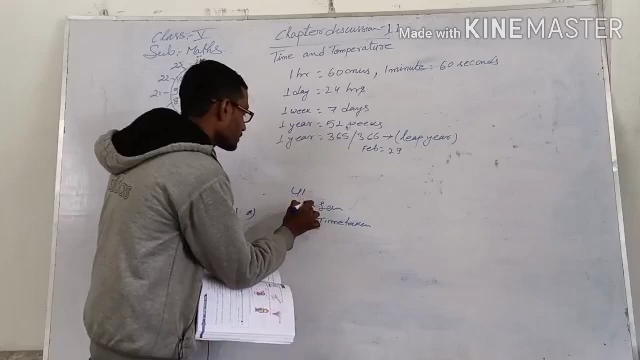 Made with KINEMASTER
Class:- V
Sub:- Maths
Chapter discussion - 11
Time and Temperature
1 hr = 60 mins, 1 minute = 60 seconds
1 day = 24 hrs
1 week = 7 days
1 year = 52 weeks
1 year = 365/366 → (leap year)
Feb = 29
Time taken